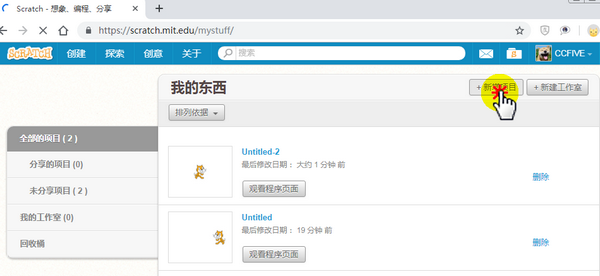 Scratch - 想象、编程、分享
https://scratch.mit.edu/mystuff/
SCRATCH 创建 探索 创意 关于 搜索 CCFIVE
我的东西
+ 新建项目 + 新建工作室
排列依据
全部的项目 ( 2 )
分享的项目 (0)
未分享项目 ( 2 )
我的工作室 (0)
回收桶
Untitled-2
最后修改日期： 大约 1 分钟 前
观看程序页面
删除
Untitled
最后修改日期： 19 分钟 前
观看程序页面
删除